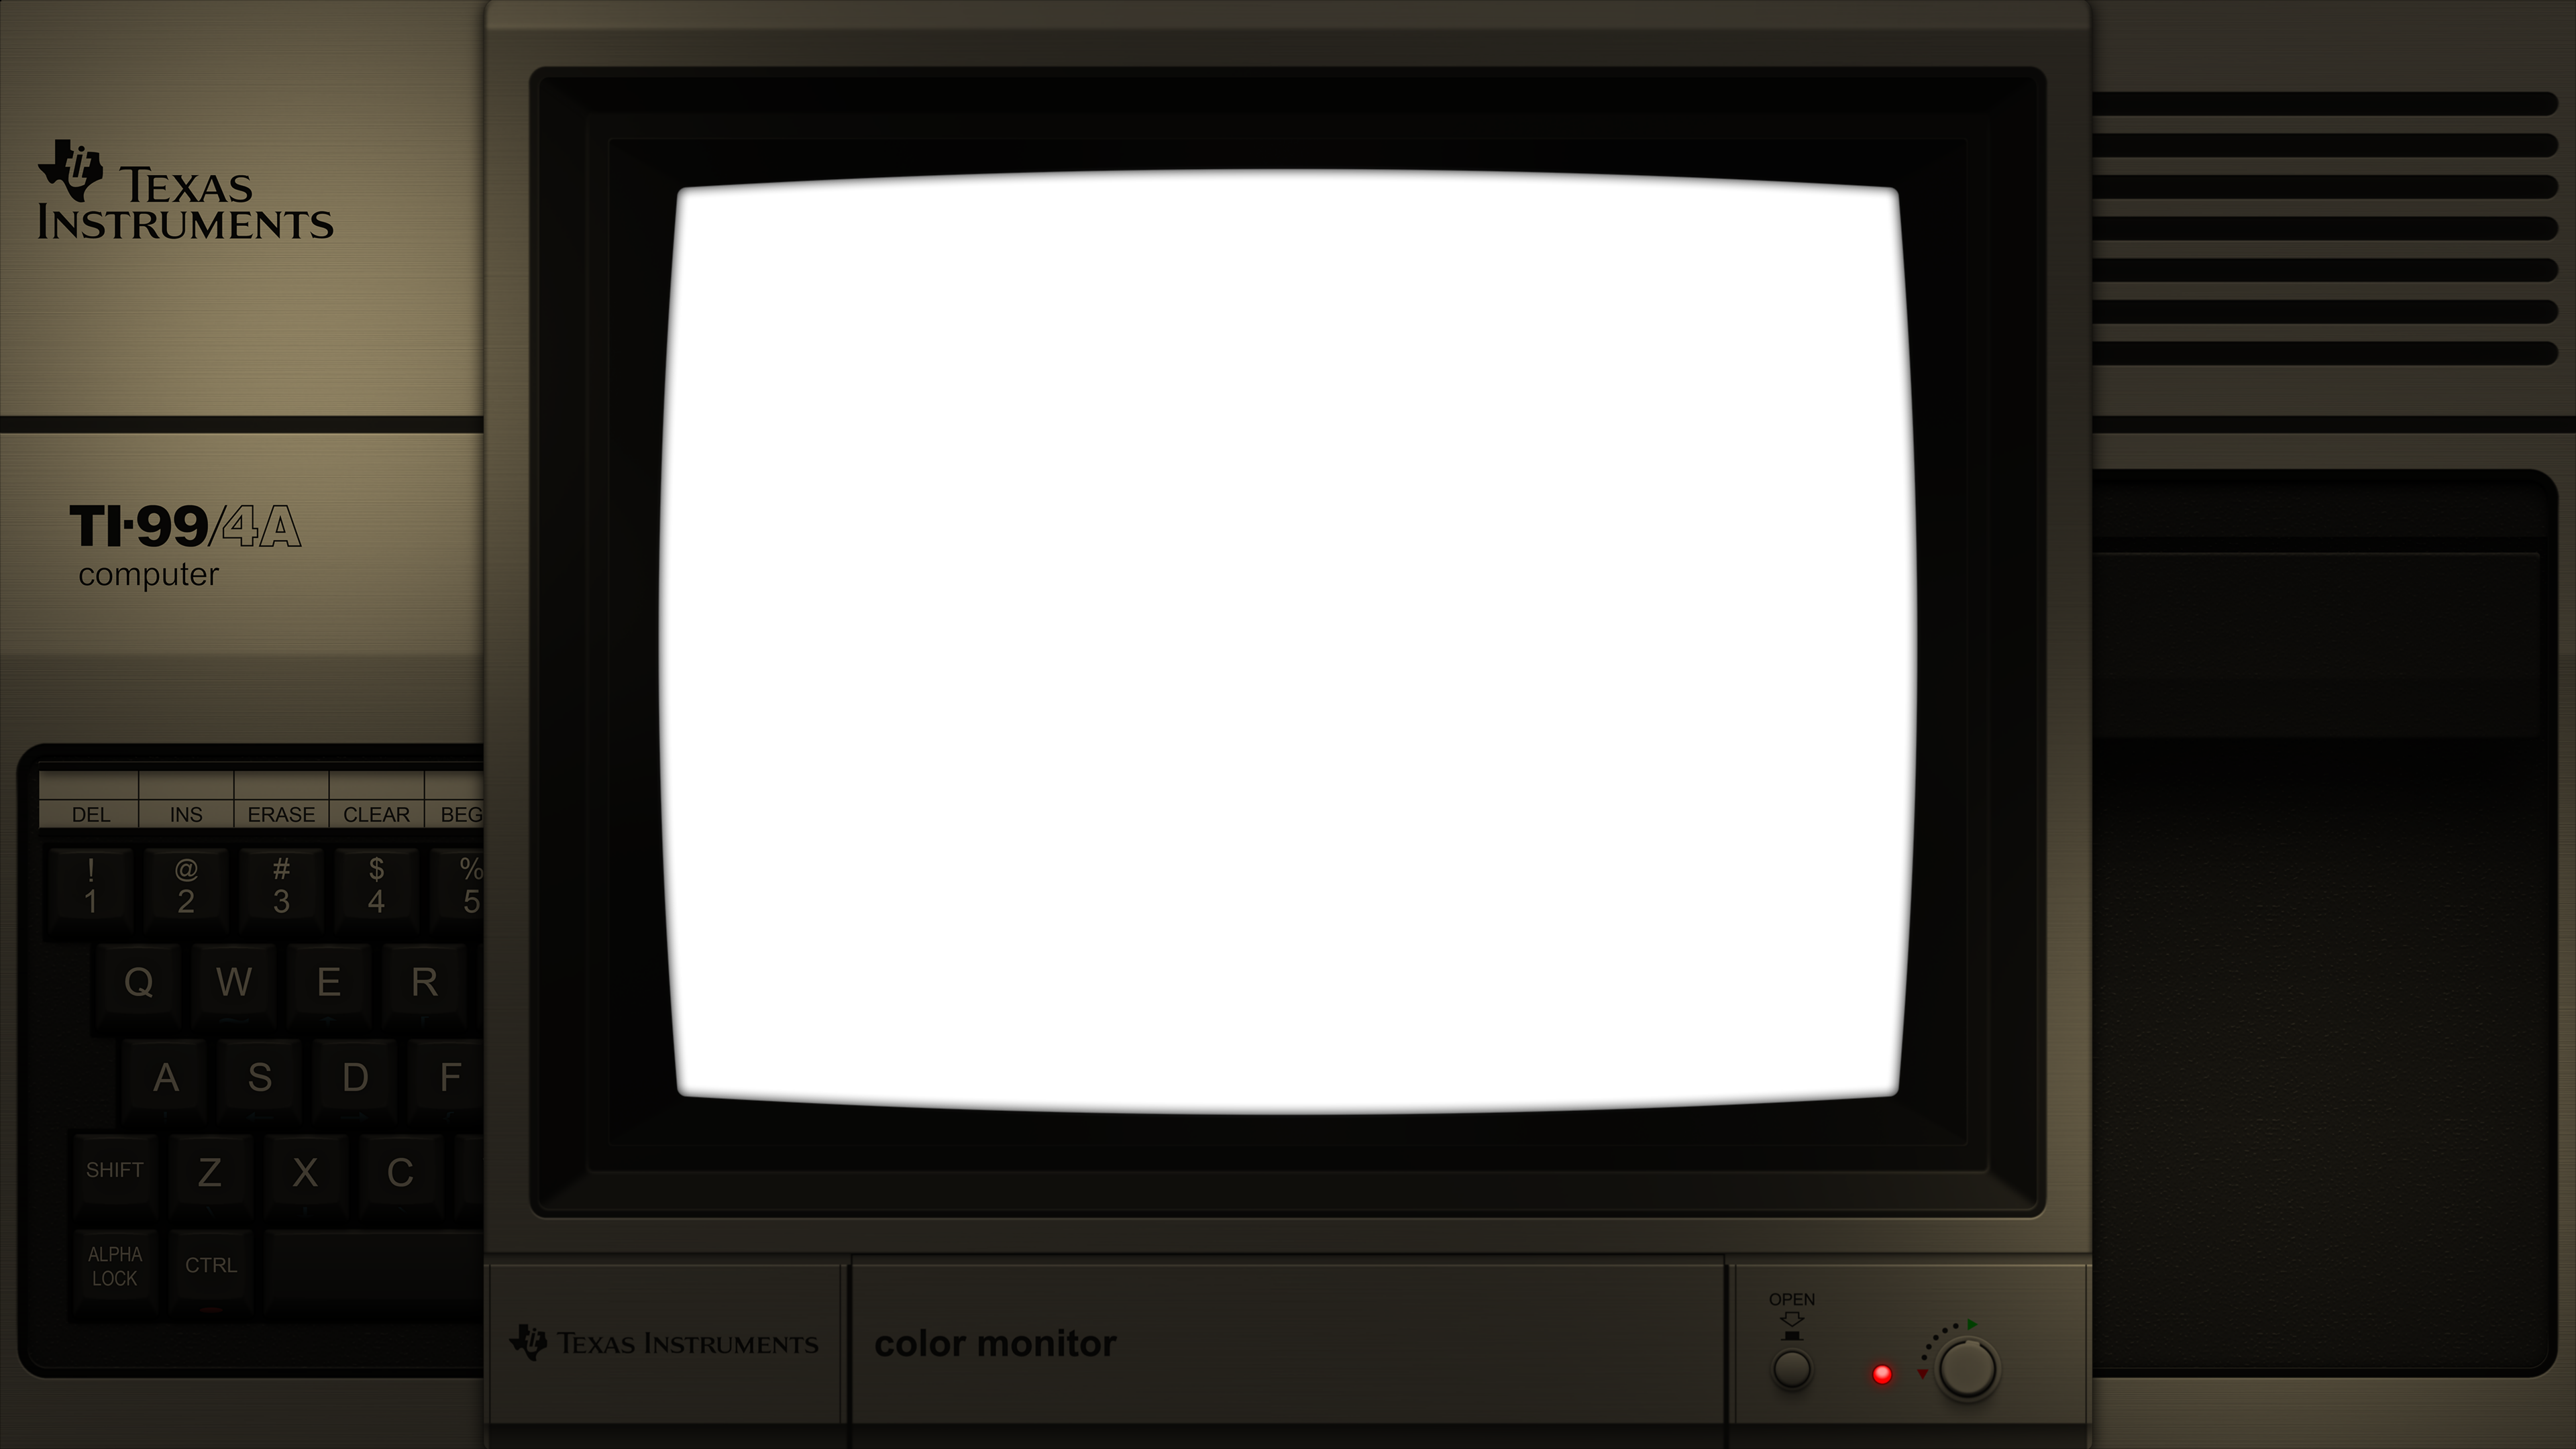 TEXAS
INSTRUMENTS
TI-99/4A
computer
DEL INS ERASE CLEAR BEG
! @ # $ %
1 2 3 4 5
Q W E R
A S D F
SHIFT Z X C
ALPHA
LOCK
CTRL
TEXAS INSTRUMENTS
color monitor
OPEN